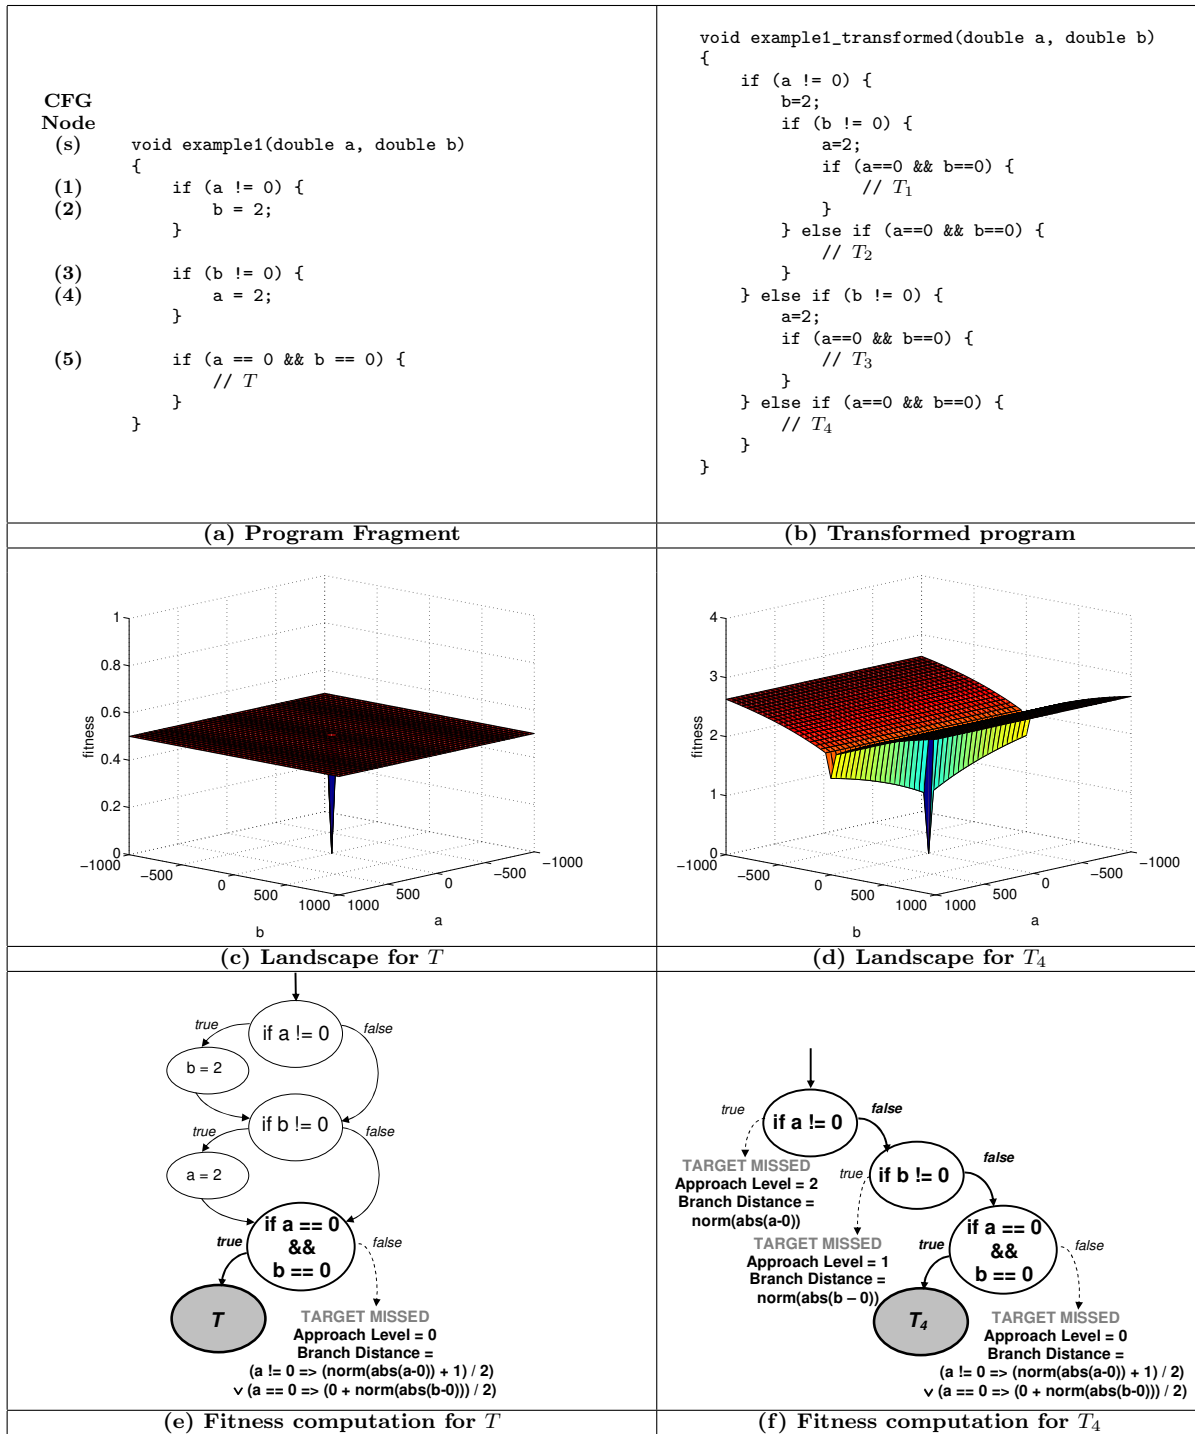 CFG
Node
(s) void example1(double a, double b)
{
(1) if (a != 0) {
(2) b = 2;
}
(3) if (b != 0) {
(4) a = 2;
}
(5) if (a == 0 && b == 0) {
// T
}
}
void example1_transformed(double a, double b)
{
if (a != 0) {
b=2;
if (b != 0) {
a=2;
if (a==0 && b==0) {
// T1
}
} else if (a==0 && b==0) {
// T2
}
} else if (b != 0) {
a=2;
if (a==0 && b==0) {
// T3
}
} else if (a==0 && b==0) {
// T4
}
}
(a) Program Fragment
(b) Transformed program
1
0.8
0.6
0.4
0.2
0
fitness
−1000
−500
0
500
1000
b
1000
500
0
−500
−1000
a
4
3
2
1
0
fitness
−1000
−500
0
500
1000
b
1000
500
0
−500
−1000
a
(c) Landscape for T
(d) Landscape for T4
if a != 0
true
false
b = 2
if b != 0
true
false
a = 2
if a == 0
&&
b == 0
true
false
T
TARGET MISSED
Approach Level = 0
Branch Distance =
(a != 0 => (norm(abs(a-0)) + 1) / 2)
∨ (a == 0 => (0 + norm(abs(b-0))) / 2)
if a != 0
true
false
TARGET MISSED
Approach Level = 2
Branch Distance =
norm(abs(a-0))
if b != 0
true
false
TARGET MISSED
Approach Level = 1
Branch Distance =
norm(abs(b – 0))
if a == 0
&&
b == 0
true
false
T4
TARGET MISSED
Approach Level = 0
Branch Distance =
(a != 0 => (norm(abs(a-0)) + 1) / 2)
∨ (a == 0 => (0 + norm(abs(b-0))) / 2)
(e) Fitness computation for T
(f) Fitness computation for T4